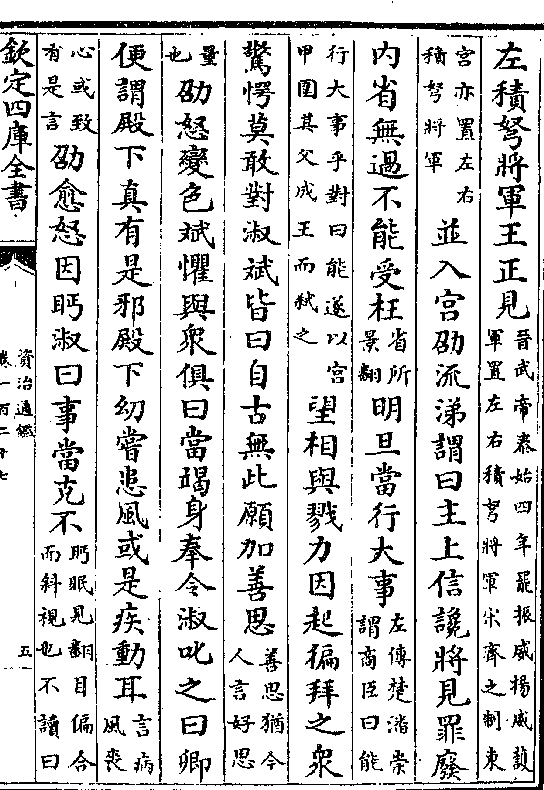 左積弩將軍王正見晉武帝泰始四年罷振威揚威護軍置左右積弩將軍宋齊之制東
宮亦置左右積弩將軍並入宮劭流涕謂曰主上信讒將見罪廢
內省無過不能受枉省所景翻明旦當行大事左傳楚潘崇謂商臣曰能
行大事乎對曰能遂以宮甲圍其父成王而弒之望相與戮力因起徧拜之衆
驚愕莫敢對淑斌皆曰自古無此願加善思善思猶今人言好思
量也劭怒變色斌懼與衆俱曰當竭身奉令淑叱之曰卿
便謂殿下真有是邪殿下幼嘗患風或是疾動耳言病風喪
心或致有是言劭愈怒因眄淑曰事當克不眄眠見翻目偏合而斜視也不讀曰
欽定四庫全書
資治通鑑
卷一百二十七
五